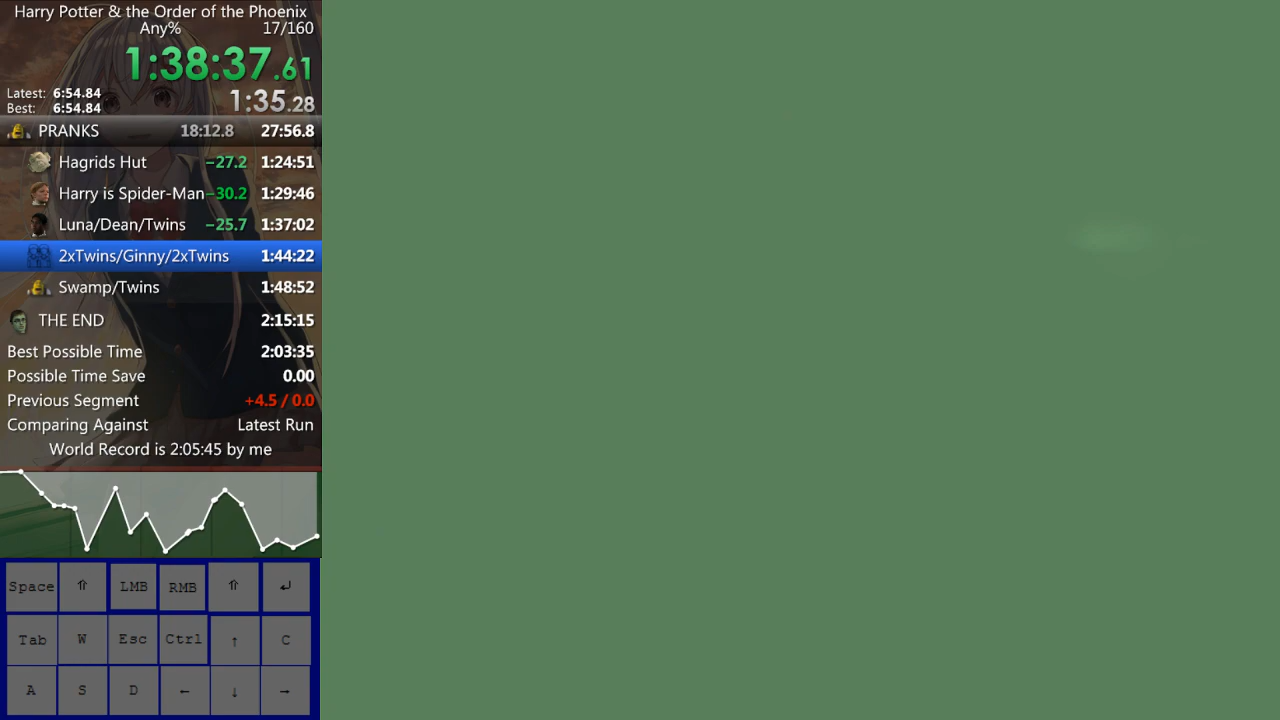 Harry Potter & the Order of the Phoenix
Any% 17/160
1:38:37.61
Latest: 6:54.84
Best: 6:54.84
1:35.28
PRANKS 18:12.8 27:56.8
Hagrids Hut -27.2 1:24:51
Harry is Spider-Man -30.2 1:29:46
Luna/Dean/Twins -25.7 1:37:02
2xTwins/Ginny/2xTwins 1:44:22
Swamp/Twins 1:48:52
THE END 2:15:15
Best Possible Time 2:03:35
Possible Time Save 0.00
Previous Segment +4.5 / 0.0
Comparing Against Latest Run
World Record is 2:05:45 by me
Space ⇧ LMB RMB ⇧ ↵
Tab W Esc Ctrl ↑ C
A S D ← ↓ →